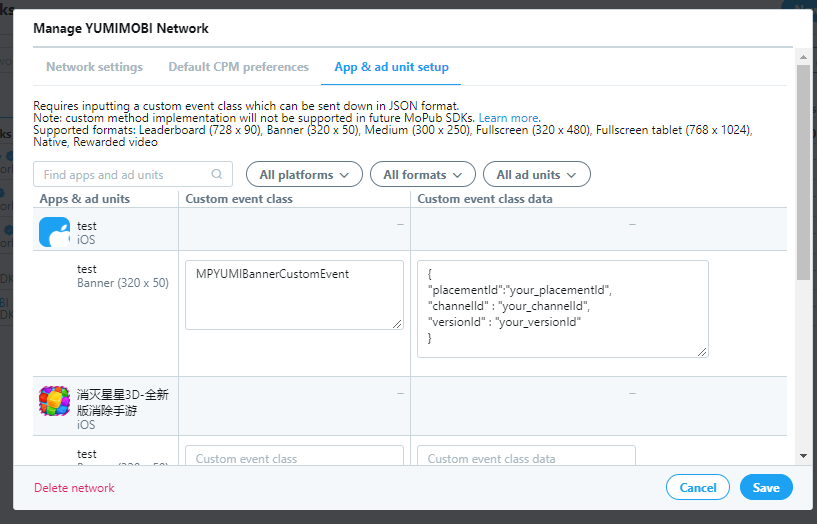 Manage YUMIMOBI Network
Network settings
Default CPM preferences
App & ad unit setup
Requires inputting a custom event class which can be sent down in JSON format.
Note: custom method implementation will not be supported in future MoPub SDKs. Learn more.
Supported formats: Leaderboard (728 x 90), Banner (320 x 50), Medium (300 x 250), Fullscreen (320 x 480), Fullscreen tablet (768 x 1024),
Native, Rewarded video
Find apps and ad units
All platforms
All formats
All ad units
Apps & ad units
Custom event class
Custom event class data
test
iOS
–
–
test
Banner (320 x 50)
MPYUMIBannerCustomEvent
{
"placementId":"your_placementId",
"channelId" : "your_channelId",
"versionId" : "your_versionId"
}
消灭星星3D-全新
版消除手游
iOS
–
–
test
Banner (320 x 50)
Custom event class
Custom event class data
Delete network
Cancel
Save